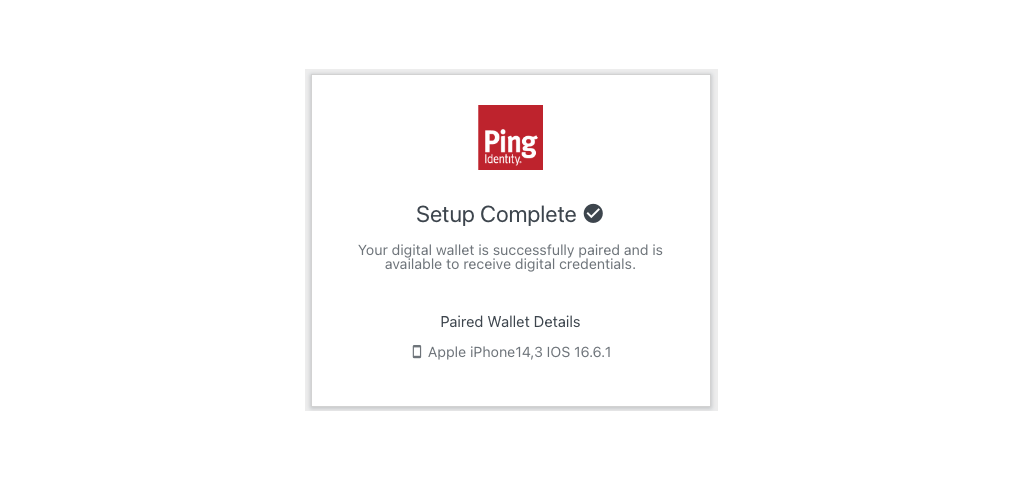 Ping
Identity.
Setup Complete
Your digital wallet is successfully paired and is
available to receive digital credentials.
Paired Wallet Details
Apple iPhone14,3 IOS 16.6.1